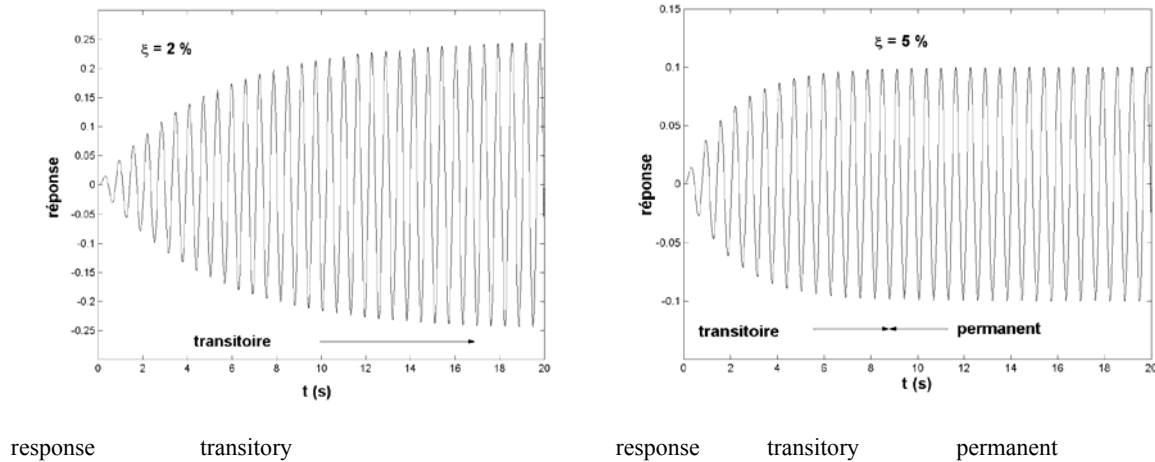 ξ = 2 %
réponse
0.25
0.2
0.15
0.1
0.05
0
-0.05
-0.1
-0.15
-0.2
-0.25
transitoire
0 2 4 6 8 10 12 14 16 18 20
t (s)
ξ = 5 %
réponse
0.15
0.1
0.05
0
-0.05
-0.1
transitoire permanent
0 2 4 6 8 10 12 14 16 18 20
t (s)
response transitory response transitory permanent